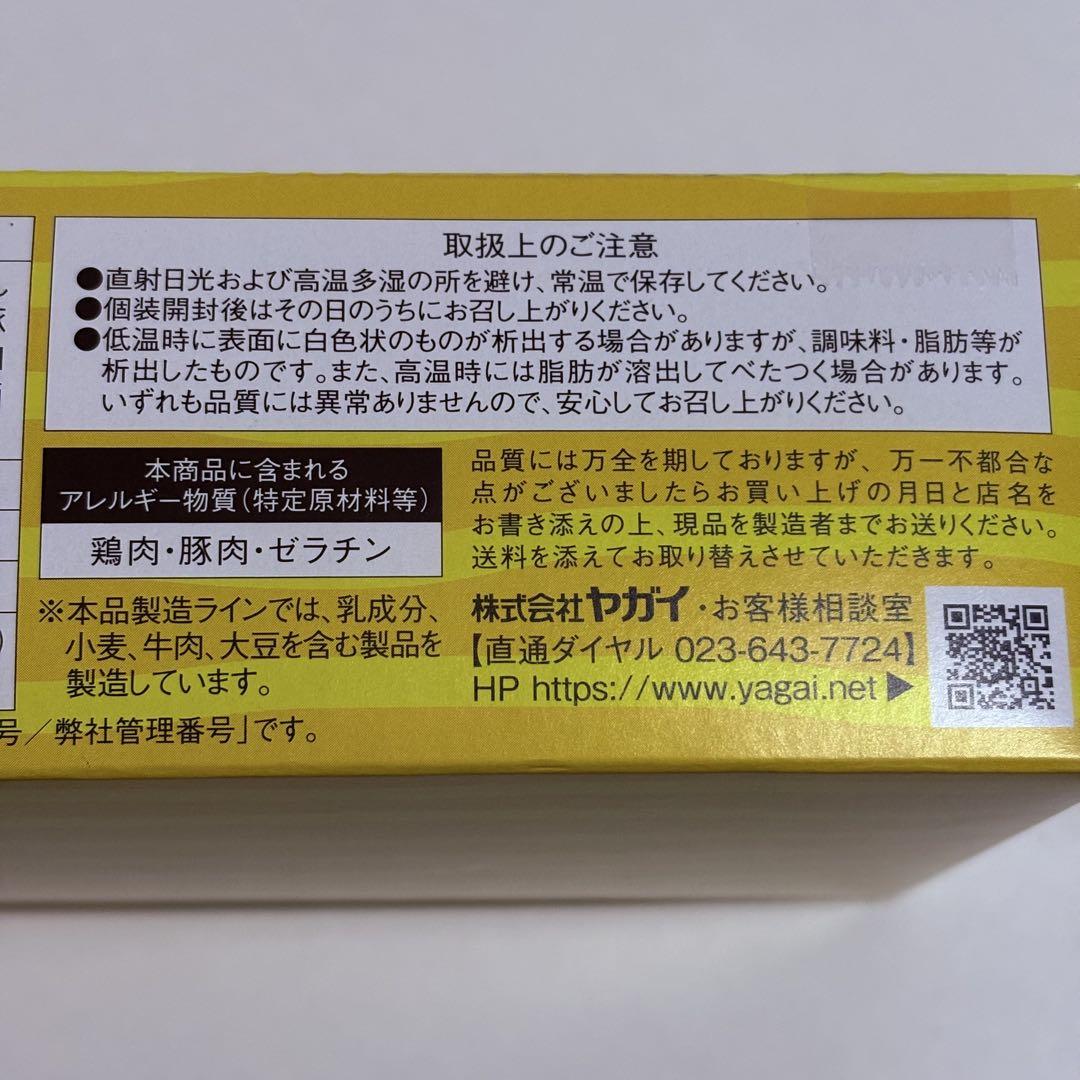 取扱上のご注意
●直射日光および高温多湿の所を避け、常温で保存してください。
●個装開封後はその日のうちにお召し上がりください。
●低温時に表面に白色状のものが析出する場合がありますが、調味料・脂肪等が
析出したものです。また、高温時には脂肪が溶出してべたつく場合があります。
いずれも品質には異常ありませんので、安心してお召し上がりください。
本商品に含まれる
アレルギー物質(特定原材料等)
鶏肉・豚肉・ゼラチン
※本品製造ラインでは、乳成分、
小麦、牛肉、大豆を含む製品を
製造しています。
号/弊社管理番号」です。
品質には万全を期しておりますが、万一不都合な
点がございましたらお買い上げの月日と店名を
お書き添えの上、現品を製造者までお送りください。
送料を添えてお取り替えさせていただきます。
株式会社ヤガイ・お客様相談室
【直通ダイヤル 023-643-7724】
HP https://www.yagai.net▶